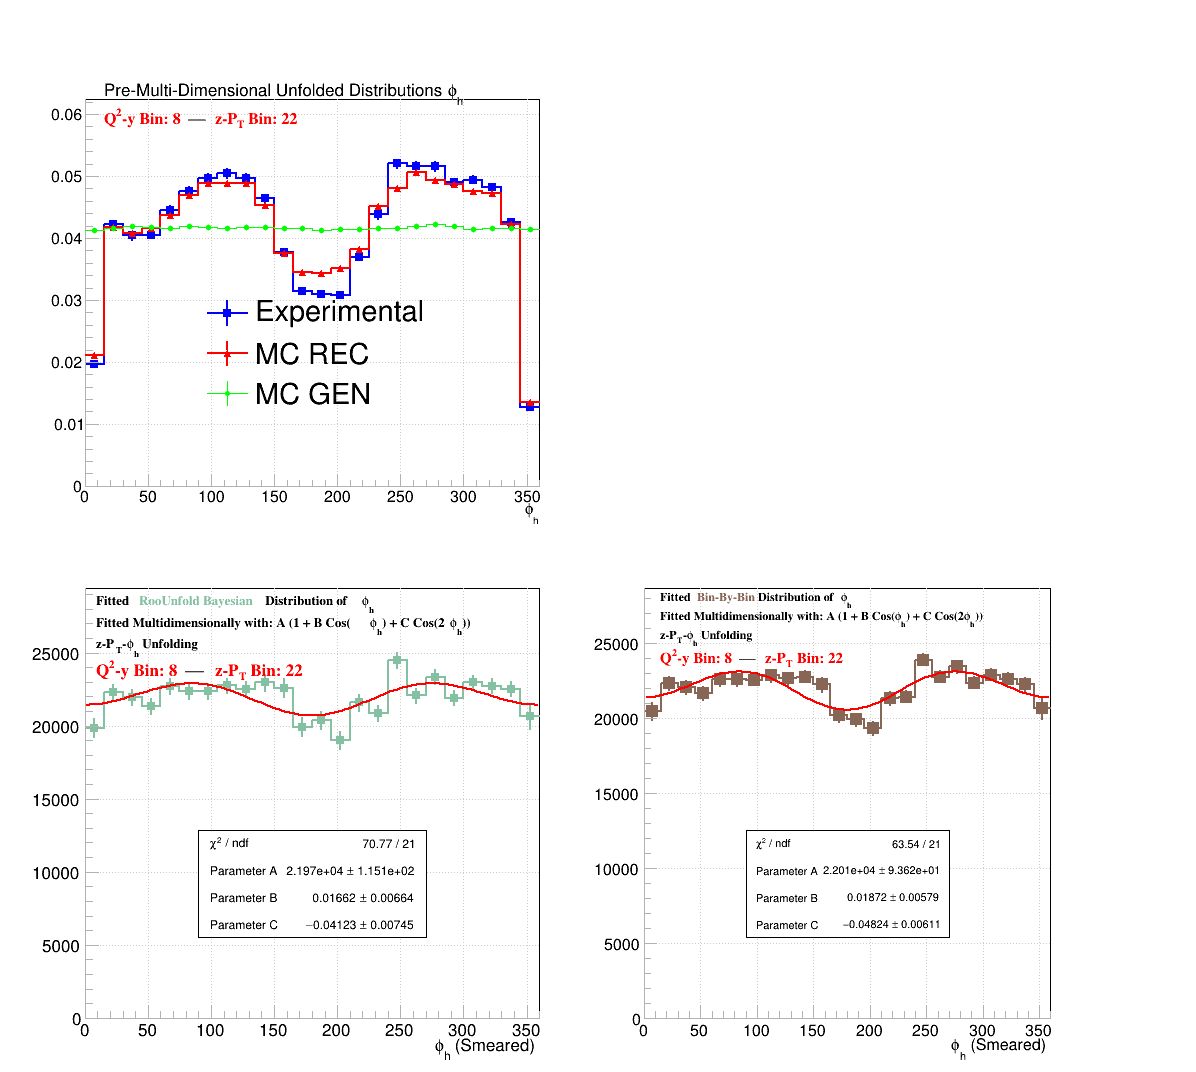 Pre-Multi-Dimensional Unfolded Distributions ϕh
Q²-y Bin: 8 — z-PT Bin: 22
0.06
0.05
0.04
0.03
0.02
0.01
0
Experimental
MC REC
MC GEN
0 50 100 150 200 250 300 350
ϕh
Fitted RooUnfold Bayesian Distribution of ϕh
Fitted Multidimensionally with: A (1 + B Cos( ϕh) + C Cos(2 ϕh))
z-PT-ϕh Unfolding
Q²-y Bin: 8 — z-PT Bin: 22
25000
20000
15000
10000
5000
0
χ² / ndf 70.77 / 21
Parameter A 2.197e+04 ± 1.151e+02
Parameter B 0.01662 ± 0.00664
Parameter C −0.04123 ± 0.00745
0 50 100 150 200 250 300 350
ϕh (Smeared)
Fitted Bin-By-Bin Distribution of ϕh
Fitted Multidimensionally with: A (1 + B Cos(ϕh) + C Cos(2ϕh))
z-PT-ϕh Unfolding
Q²-y Bin: 8 — z-PT Bin: 22
25000
20000
15000
10000
5000
0
χ² / ndf 63.54 / 21
Parameter A 2.201e+04 ± 9.362e+01
Parameter B 0.01872 ± 0.00579
Parameter C −0.04824 ± 0.00611
0 50 100 150 200 250 300 350
ϕh (Smeared)